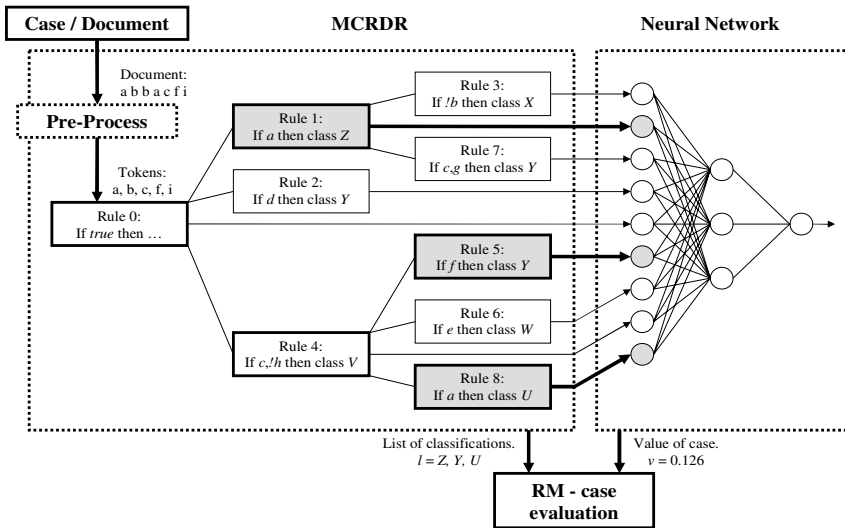 Case / Document
MCRDR
Neural Network
Document:
a b b a c f i
Pre-Process
Tokens:
a, b, c, f, i
Rule 0:
If true then …
Rule 1:
If a then class Z
Rule 2:
If d then class Y
Rule 3:
If !b then class X
Rule 7:
If c,g then class Y
Rule 5:
If f then class Y
Rule 6:
If e then class W
Rule 4:
If c,!h then class V
Rule 8:
If a then class U
List of classifications.
l = Z, Y, U
Value of case.
v = 0.126
RM - case
evaluation